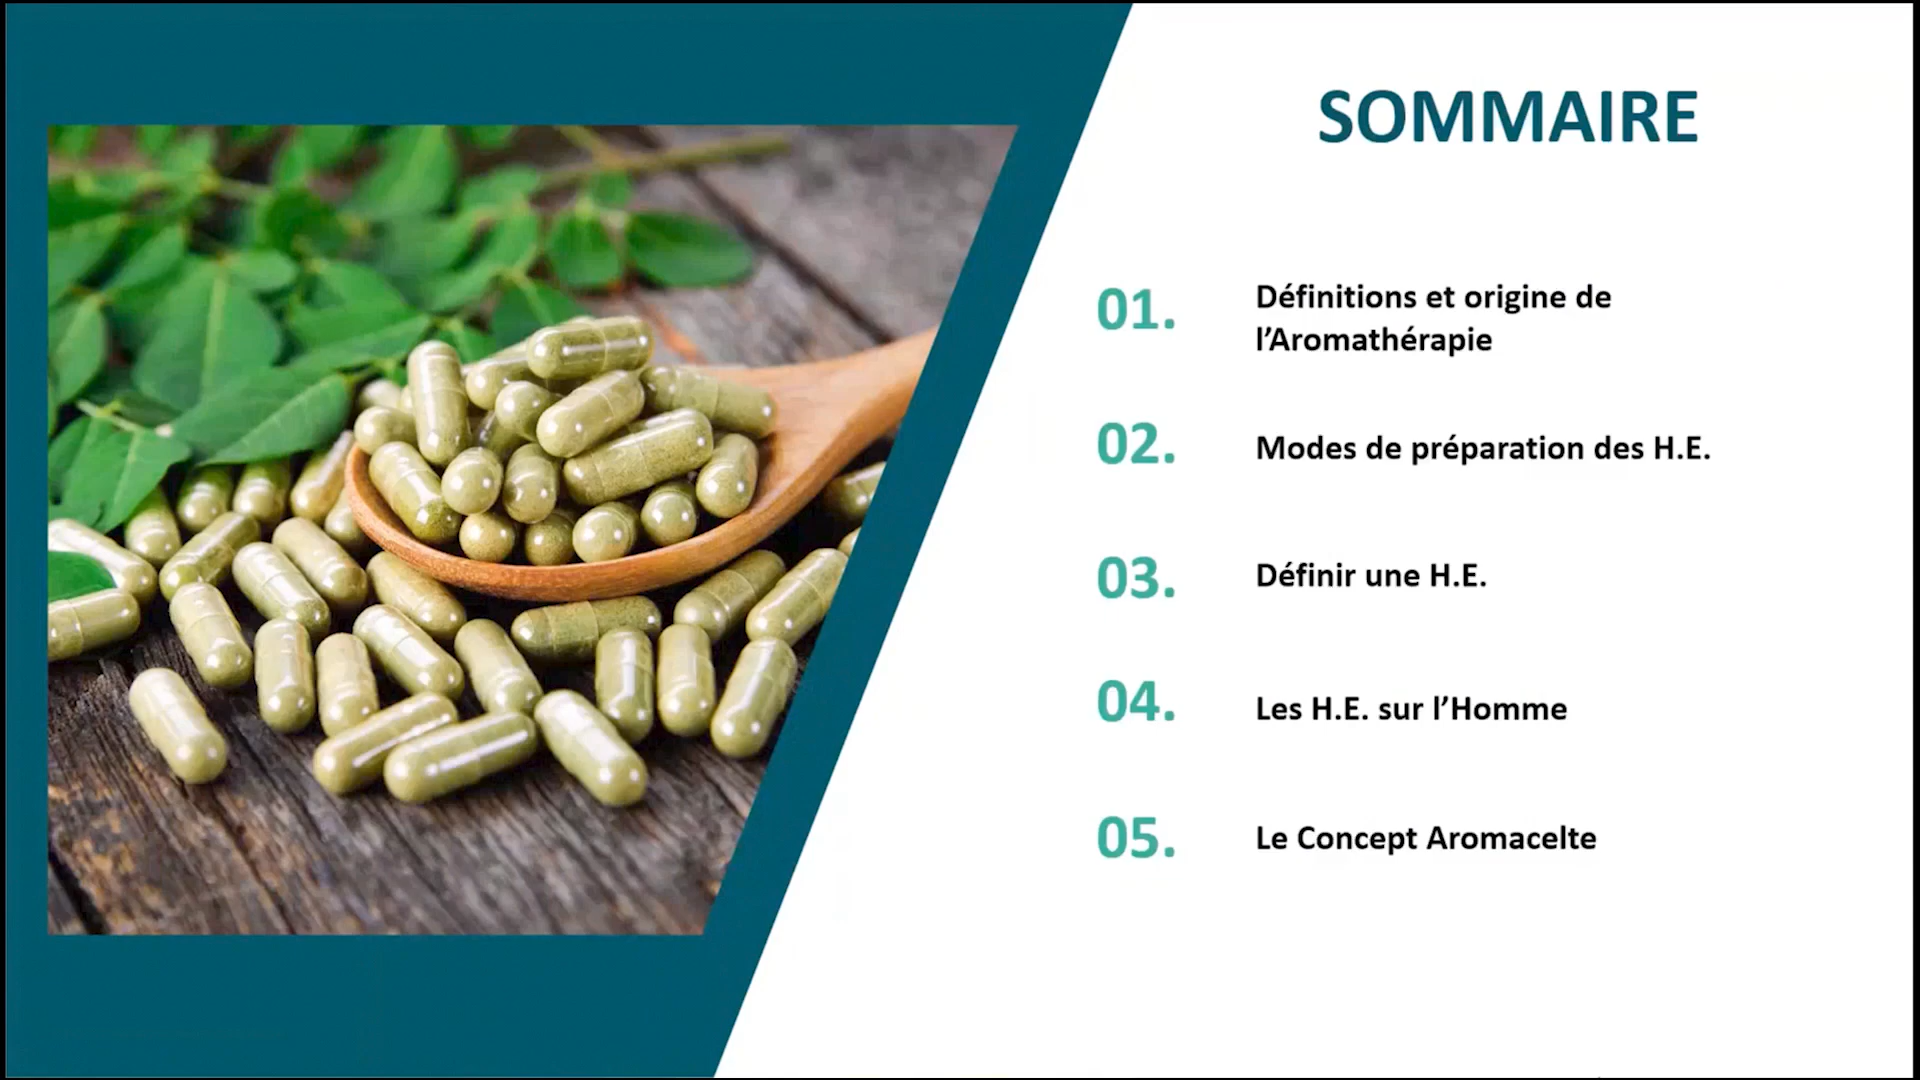 SOMMAIRE
01.
Définitions et origine de
l’Aromathérapie
02.
Modes de préparation des H.E.
03.
Définir une H.E.
04.
Les H.E. sur l’Homme
05.
Le Concept Aromacelte